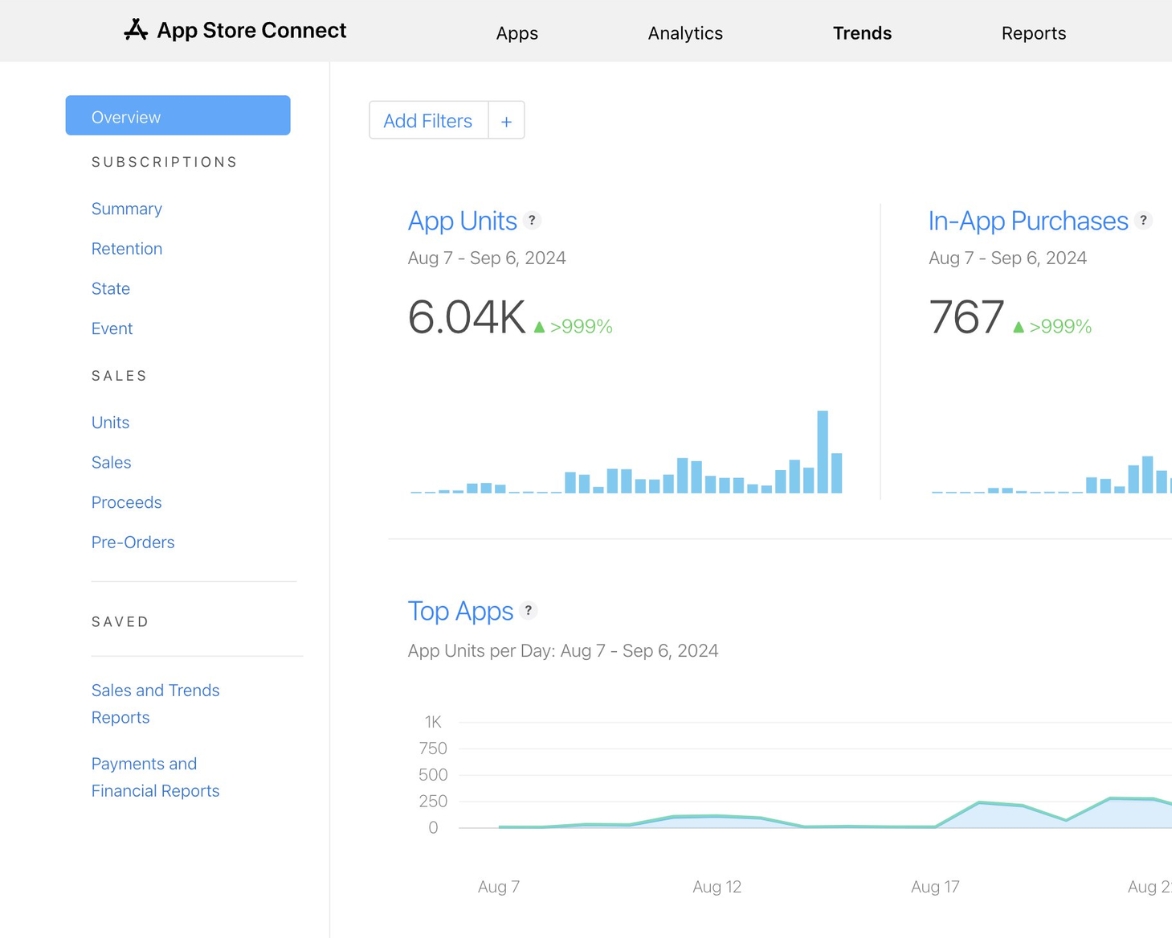 App Store Connect
Apps
Analytics
Trends
Reports
Overview
SUBSCRIPTIONS
Summary
Retention
State
Event
SALES
Units
Sales
Proceeds
Pre-Orders
SAVED
Sales and Trends
Reports
Payments and
Financial Reports
Add Filters +
App Units ?
Aug 7 - Sep 6, 2024
6.04K ▲ >999%
In-App Purchases ?
Aug 7 - Sep 6, 2024
767 ▲ >999%
Top Apps ?
App Units per Day: Aug 7 - Sep 6, 2024
1K
750
500
250
0
Aug 7
Aug 12
Aug 17
Aug 2